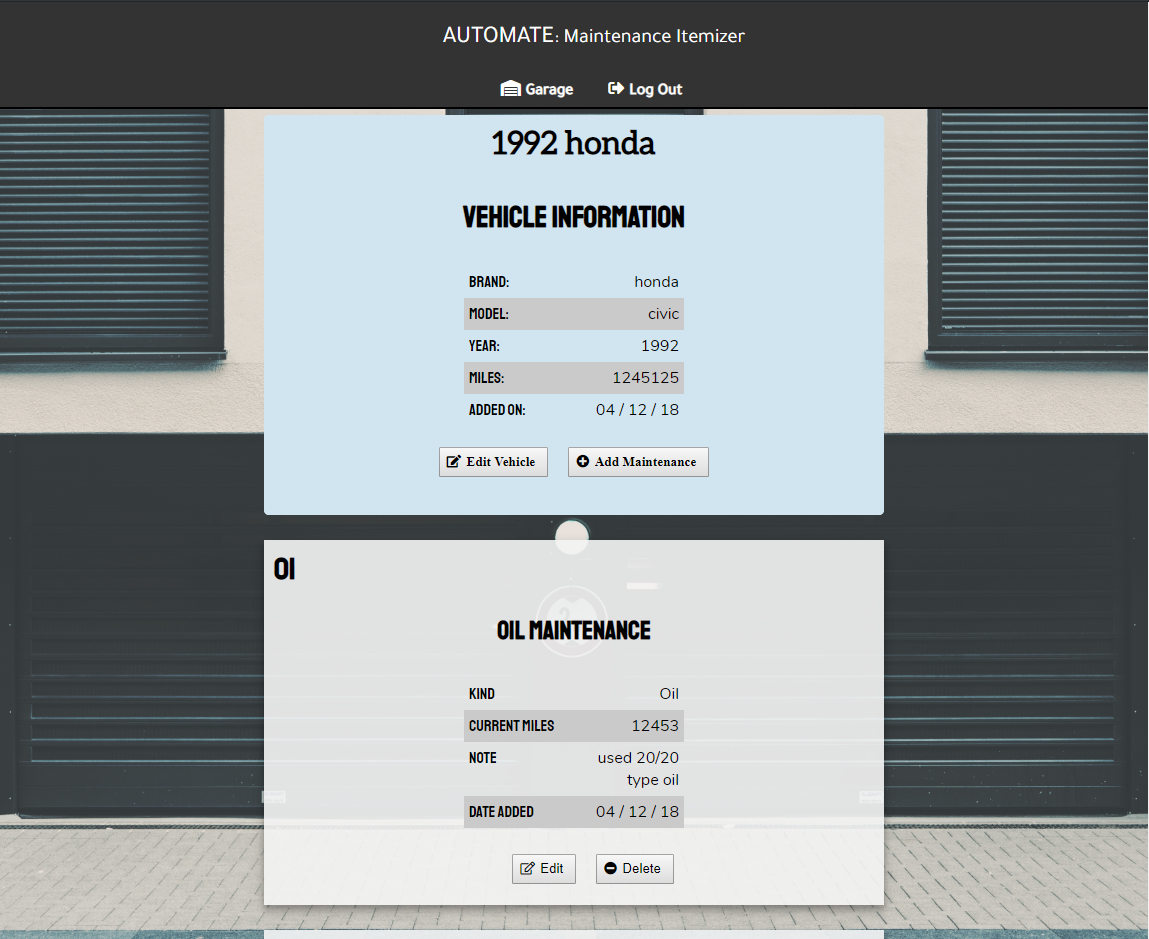 AUTOMATE: Maintenance Itemizer
Garage Log Out
1992 honda
VEHICLE INFORMATION
BRAND: honda
MODEL: civic
YEAR: 1992
MILES: 1245125
ADDED ON: 04 / 12 / 18
Edit Vehicle Add Maintenance
01
OIL MAINTENANCE
KIND Oil
CURRENT MILES 12453
NOTE used 20/20
type oil
DATE ADDED 04 / 12 / 18
Edit Delete